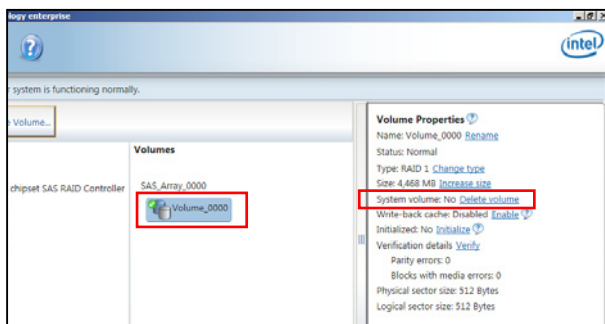 logy enterprise
intel
r system is functioning normally.
Volume...
Volumes
chipset SAS RAID Controller
SAS_Array_0000
Volume_0000
Volume Properties ?
Name: Volume_0000 Rename
Status: Normal
Type: RAID 1 Change type
Size: 4,468 MB Increase size
System volume: No Delete volume
Write-back cache: Disabled Enable ?
Initialized: No Initialize ?
Verification details Verify
Parity errors: 0
Blocks with media errors: 0
Physical sector size: 512 Bytes
Logical sector size: 512 Bytes